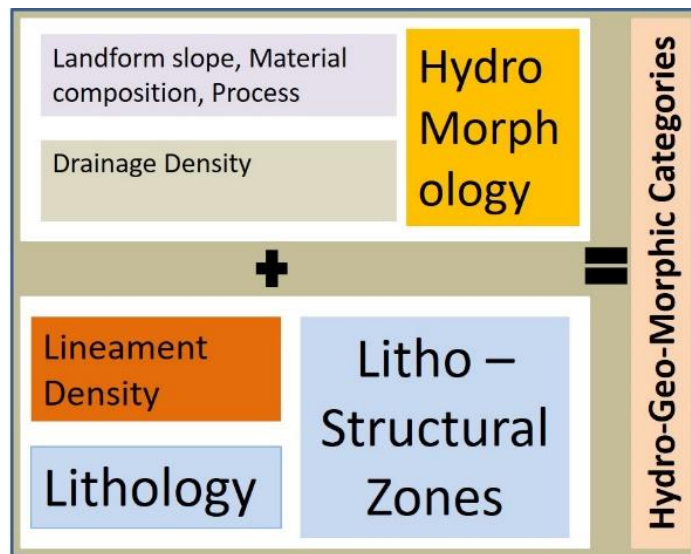 Landform slope, Material
composition, Process
Drainage Density
Hydro
Morph
ology
+
=
Lineament
Density
Lithology
Litho –
Structural
Zones
Hydro-Geo-Morphic Categories